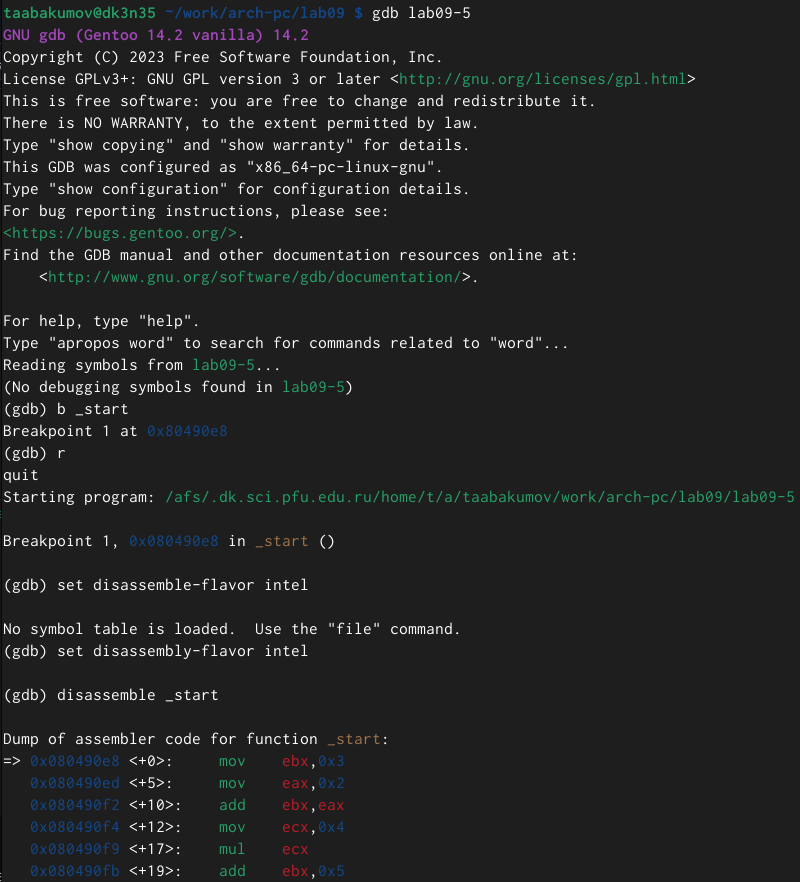 taabakumov@dk3n35 ~/work/arch-pc/lab09 $ gdb lab09-5
GNU gdb (Gentoo 14.2 vanilla) 14.2
Copyright (C) 2023 Free Software Foundation, Inc.
License GPLv3+: GNU GPL version 3 or later <http://gnu.org/licenses/gpl.html>
This is free software: you are free to change and redistribute it.
There is NO WARRANTY, to the extent permitted by law.
Type "show copying" and "show warranty" for details.
This GDB was configured as "x86_64-pc-linux-gnu".
Type "show configuration" for configuration details.
For bug reporting instructions, please see:
<https://bugs.gentoo.org/>.
Find the GDB manual and other documentation resources online at:
    <http://www.gnu.org/software/gdb/documentation/>.

For help, type "help".
Type "apropos word" to search for commands related to "word"...
Reading symbols from lab09-5...
(No debugging symbols found in lab09-5)
(gdb) b _start
Breakpoint 1 at 0x80490e8
(gdb) r
quit
Starting program: /afs/.dk.sci.pfu.edu.ru/home/t/a/taabakumov/work/arch-pc/lab09/lab09-5

Breakpoint 1, 0x080490e8 in _start ()

(gdb) set disassemble-flavor intel

No symbol table is loaded.  Use the "file" command.
(gdb) set disassembly-flavor intel

(gdb) disassemble _start

Dump of assembler code for function _start:
=> 0x080490e8 <+0>:     mov    ebx,0x3
   0x080490ed <+5>:     mov    eax,0x2
   0x080490f2 <+10>:    add    ebx,eax
   0x080490f4 <+12>:    mov    ecx,0x4
   0x080490f9 <+17>:    mul    ecx
   0x080490fb <+19>:    add    ebx,0x5